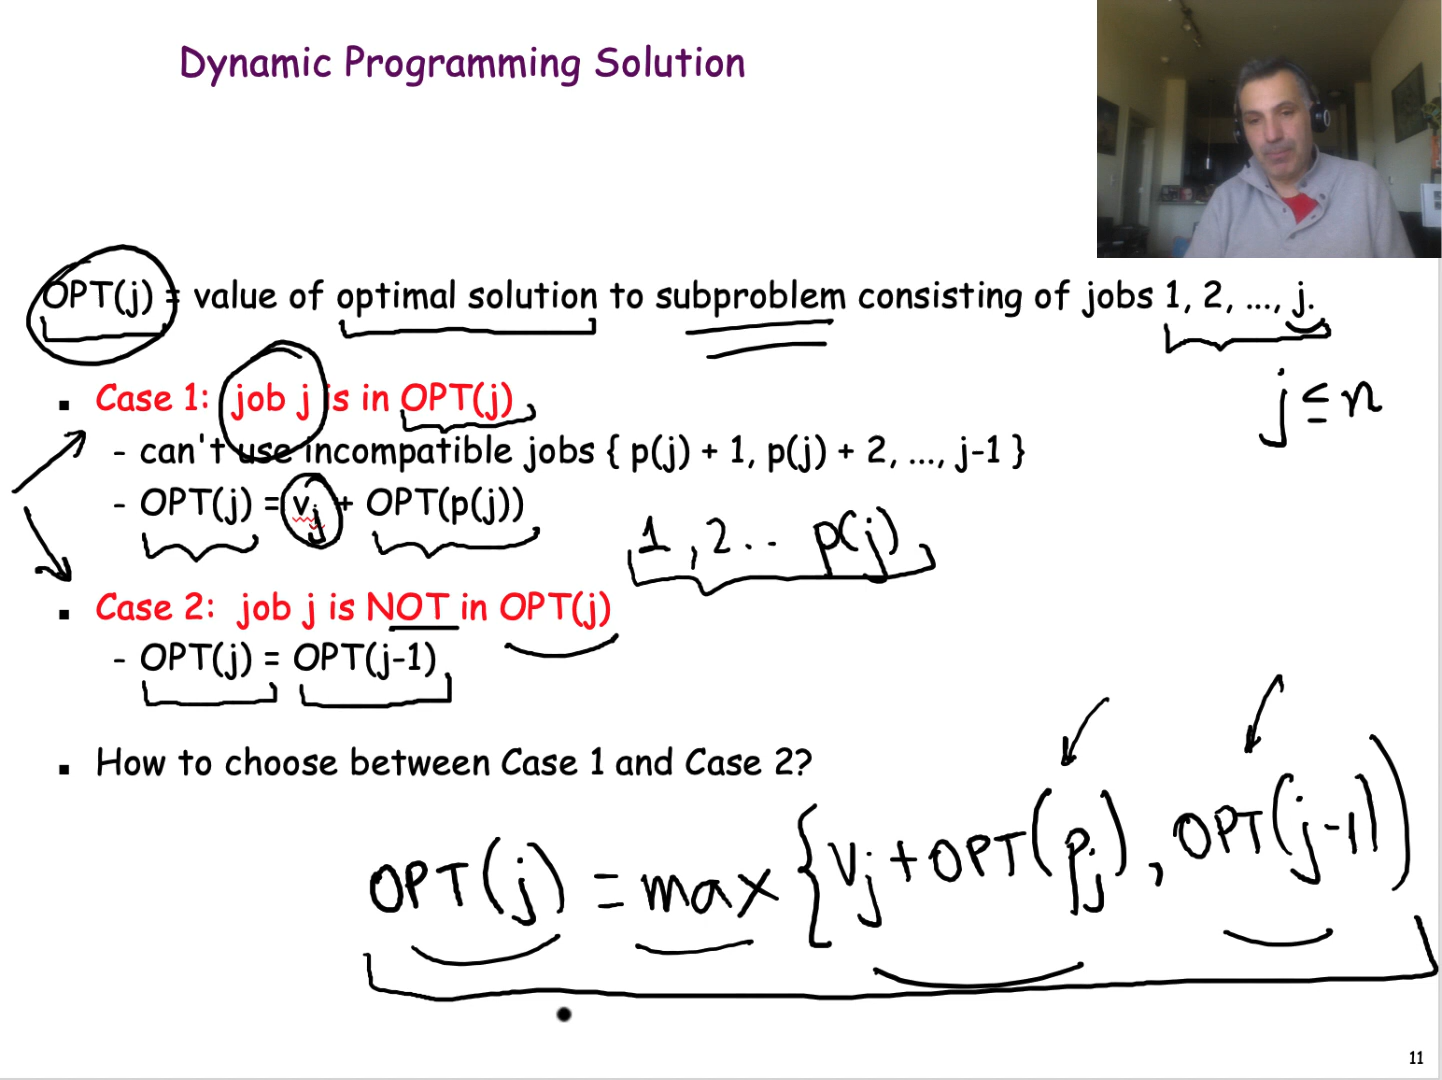 Dynamic Programming Solution
OPT(j) = value of optimal solution to subproblem consisting of jobs 1, 2, ..., j.
j ≤ n
▪ Case 1: job j is in OPT(j)
- can't use incompatible jobs { p(j) + 1, p(j) + 2, ..., j-1 }
- OPT(j) = vj + OPT(p(j))
1, 2.. p(j)
▪ Case 2: job j is NOT in OPT(j)
- OPT(j) = OPT(j-1)
▪ How to choose between Case 1 and Case 2?
OPT(j) = max { vj + OPT(pj), OPT(j-1) )
11